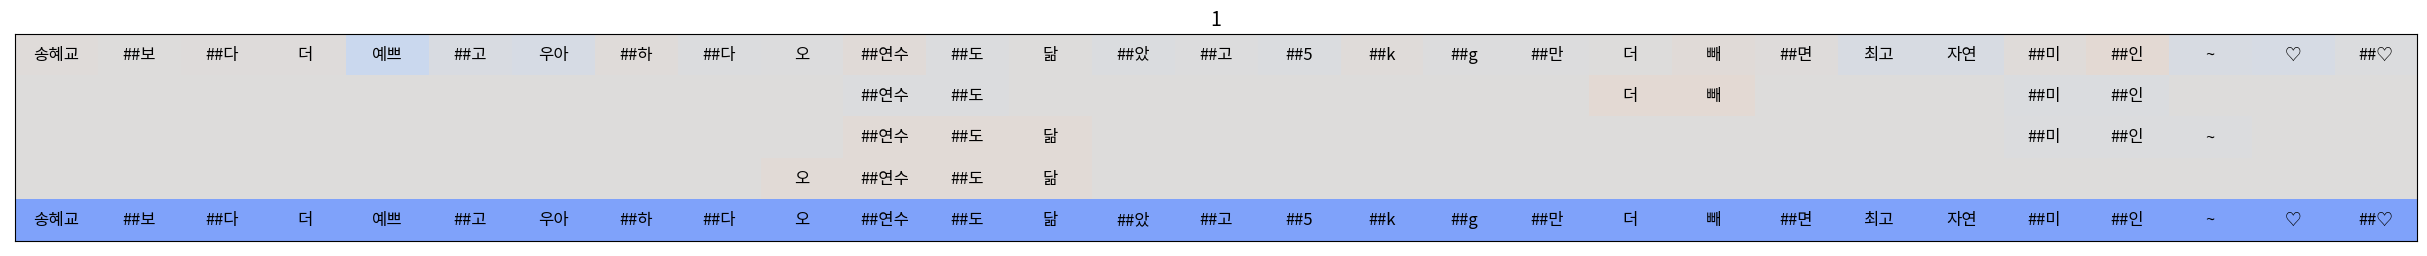 1
송혜교 ##보 ##다 더 예쁘 ##고 우아 ##하 ##다 오 ##연수 ##도 닮 ##았 ##고 ##5 ##k ##g ##만 더 빼 ##면 최고 자연 ##미 ##인 ~ ♡ ##♡
##연수 ##도 더 빼 ##미 ##인
##연수 ##도 닮 ##미 ##인 ~
오 ##연수 ##도 닮
송혜교 ##보 ##다 더 예쁘 ##고 우아 ##하 ##다 오 ##연수 ##도 닮 ##았 ##고 ##5 ##k ##g ##만 더 빼 ##면 최고 자연 ##미 ##인 ~ ♡ ##♡